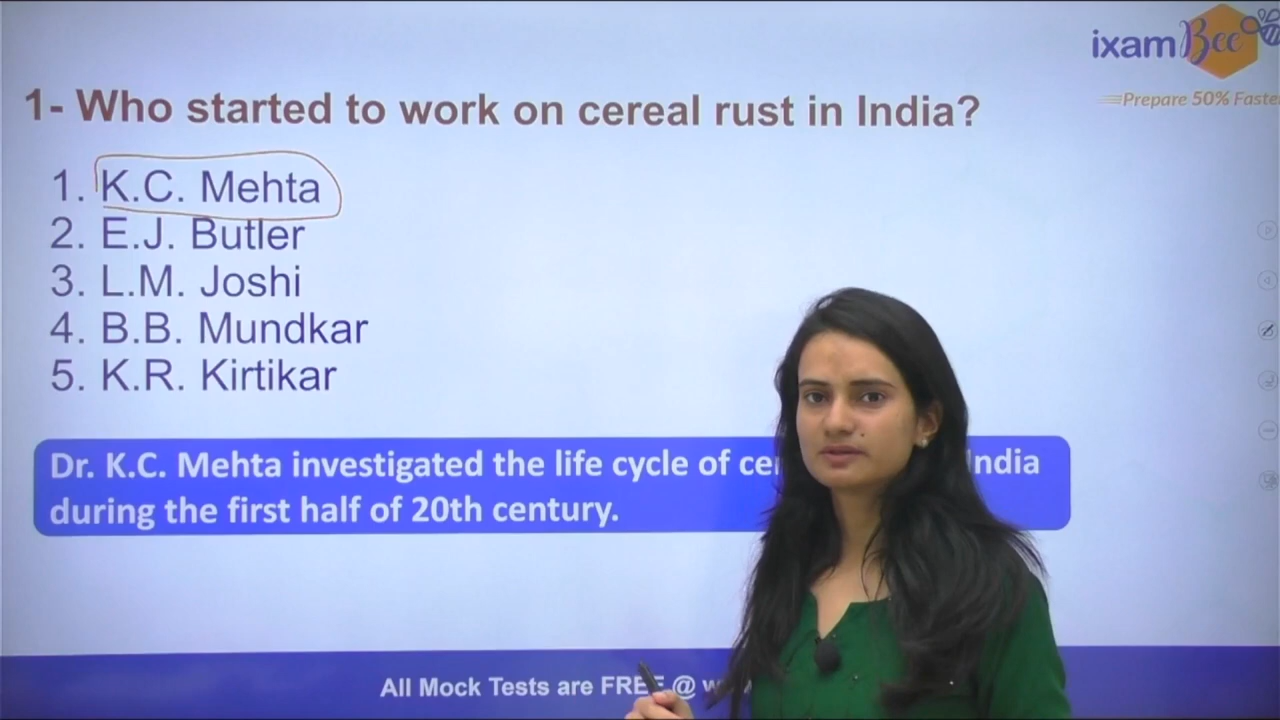 ixamBee
Prepare 50% Faste
1- Who started to work on cereal rust in India?
1. K.C. Mehta
2. E.J. Butler
3. L.M. Joshi
4. B.B. Mundkar
5. K.R. Kirtikar
Dr. K.C. Mehta investigated the life cycle of India
during the first half of 20th century.
All Mock Tests are FREE @